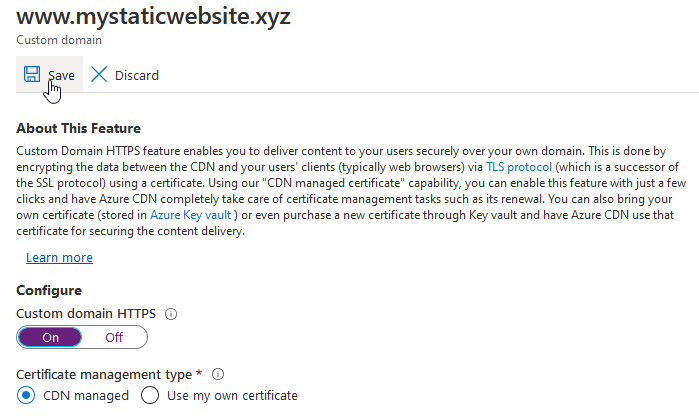 www.mystaticwebsite.xyz
Custom domain
Save Discard
About This Feature
Custom Domain HTTPS feature enables you to deliver content to your users securely over your own domain. This is done by
encrypting the data between the CDN and your users' clients (typically web browsers) via TLS protocol (which is a successor of
the SSL protocol) using a certificate. Using our "CDN managed certificate" capability, you can enable this feature with just a few
clicks and have Azure CDN completely take care of certificate management tasks such as its renewal. You can also bring your
own certificate (stored in Azure Key vault ) or even purchase a new certificate through Key vault and have Azure CDN use that
certificate for securing the content delivery.
Learn more
Configure
Custom domain HTTPS
On Off
Certificate management type *
CDN managed Use my own certificate